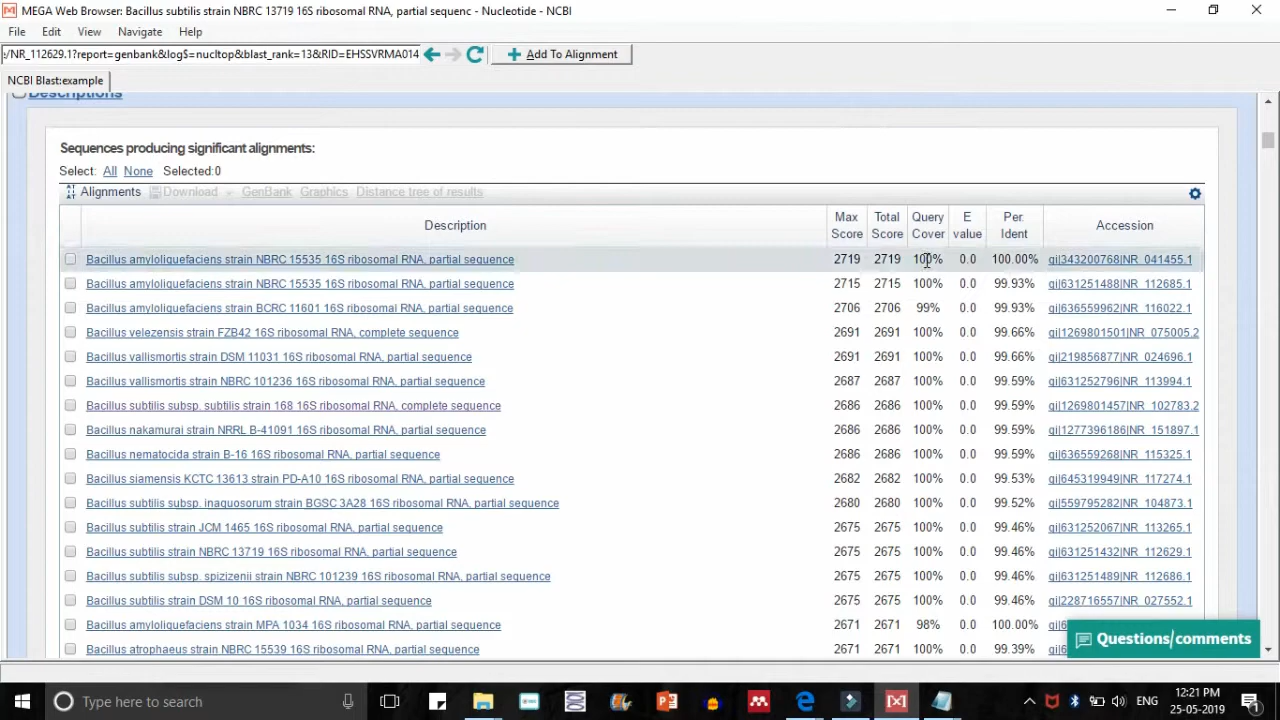 MEGA Web Browser: Bacillus subtilis strain NBRC 13719 16S ribosomal RNA, partial sequenc - Nucleotide - NCBI
File Edit View Navigate Help
:/NR_112629.1?report=genbank&log$=nucltop&blast_rank=13&RID=EHSSVRMA014 Add To Alignment
NCBI Blast:example
Descriptions
Sequences producing significant alignments:
Select: All None Selected:0
Alignments Download GenBank Graphics Distance tree of results
Description Max Score Total Score Query Cover E value Per. Ident Accession
Bacillus amyloliquefaciens strain NBRC 15535 16S ribosomal RNA, partial sequence 2719 2719 100% 0.0 100.00% gi|343200768|NR_041455.1
Bacillus amyloliquefaciens strain NBRC 15535 16S ribosomal RNA, partial sequence 2715 2715 100% 0.0 99.93% gi|631251488|NR_112685.1
Bacillus amyloliquefaciens strain BCRC 11601 16S ribosomal RNA, partial sequence 2706 2706 99% 0.0 99.93% gi|636559962|NR_116022.1
Bacillus velezensis strain FZB42 16S ribosomal RNA, complete sequence 2691 2691 100% 0.0 99.66% gi|1269801501|NR_075005.2
Bacillus vallismortis strain DSM 11031 16S ribosomal RNA, partial sequence 2691 2691 100% 0.0 99.66% gi|219856877|NR_024696.1
Bacillus vallismortis strain NBRC 101236 16S ribosomal RNA, partial sequence 2687 2687 100% 0.0 99.59% gi|631252796|NR_113994.1
Bacillus subtilis subsp. subtilis strain 168 16S ribosomal RNA, complete sequence 2686 2686 100% 0.0 99.59% gi|1269801457|NR_102783.2
Bacillus nakamurai strain NRRL B-41091 16S ribosomal RNA, partial sequence 2686 2686 100% 0.0 99.59% gi|1277396186|NR_151897.1
Bacillus nematocida strain B-16 16S ribosomal RNA, partial sequence 2686 2686 100% 0.0 99.59% gi|636559268|NR_115325.1
Bacillus siamensis KCTC 13613 strain PD-A10 16S ribosomal RNA, partial sequence 2682 2682 100% 0.0 99.53% gi|645319949|NR_117274.1
Bacillus subtilis subsp. inaquosorum strain BGSC 3A28 16S ribosomal RNA, partial sequence 2680 2680 100% 0.0 99.52% gi|559795282|NR_104873.1
Bacillus subtilis strain JCM 1465 16S ribosomal RNA, partial sequence 2675 2675 100% 0.0 99.46% gi|631252067|NR_113265.1
Bacillus subtilis strain NBRC 13719 16S ribosomal RNA, partial sequence 2675 2675 100% 0.0 99.46% gi|631251432|NR_112629.1
Bacillus subtilis subsp. spizizenii strain NBRC 101239 16S ribosomal RNA, partial sequence 2675 2675 100% 0.0 99.46% gi|631251489|NR_112686.1
Bacillus subtilis strain DSM 10 16S ribosomal RNA, partial sequence 2675 2675 100% 0.0 99.46% gi|228716557|NR_027552.1
Bacillus amyloliquefaciens strain MPA 1034 16S ribosomal RNA, partial sequence 2671 2671 98% 0.0 100.00% gi|6
Bacillus atrophaeus strain NBRC 15539 16S ribosomal RNA, partial sequence 2671 2671 100% 0.0 99.39%
Questions/comments
Type here to search ENG 12:21 PM
25-05-2019